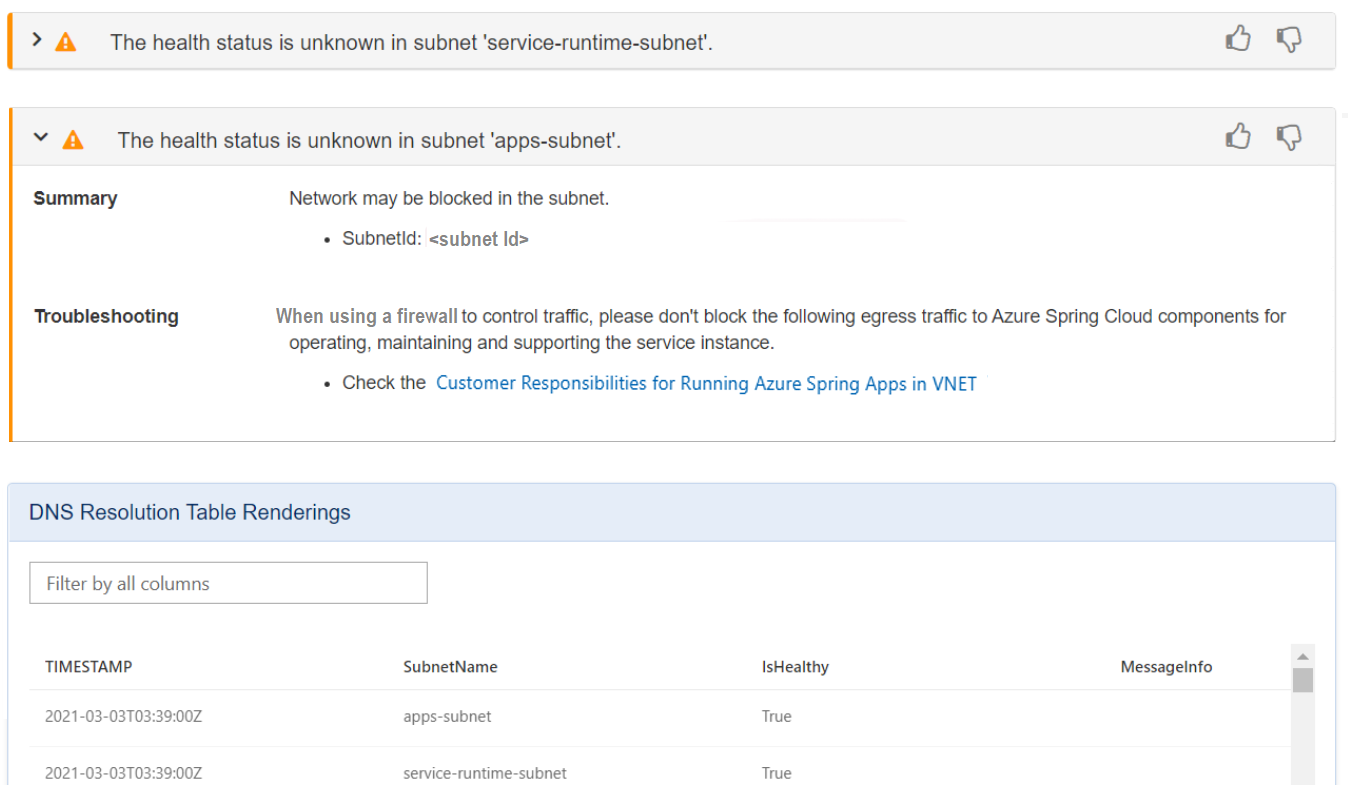 The health status is unknown in subnet 'service-runtime-subnet'.
The health status is unknown in subnet 'apps-subnet'.
Summary
Network may be blocked in the subnet.
• SubnetId: <subnet Id>
Troubleshooting
When using a firewall to control traffic, please don't block the following egress traffic to Azure Spring Cloud components for
operating, maintaining and supporting the service instance.
• Check the Customer Responsibilities for Running Azure Spring Apps in VNET
DNS Resolution Table Renderings
Filter by all columns
TIMESTAMP SubnetName IsHealthy MessageInfo
2021-03-03T03:39:00Z apps-subnet True
2021-03-03T03:39:00Z service-runtime-subnet True